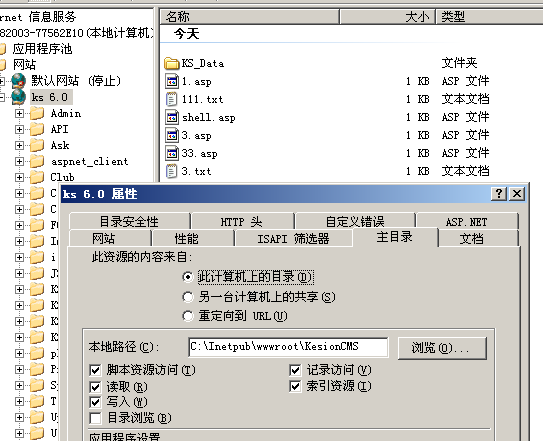 rnet 信息服务
82003-77562E10(本地计算机)
应用程序池
网站
默认网站 (停止)
ks 6.0
Admin
API
Ask
aspnet_client
Club
名称 大小 类型
今天
KS_Data 文件夹
1.asp 1 KB ASP 文件
111.txt 1 KB 文本文档
shell.asp 1 KB ASP 文件
3.asp 1 KB ASP 文件
33.asp 1 KB ASP 文件
3.txt 1 KB 文本文档
ks 6.0 属性
目录安全性 HTTP 头 自定义错误 ASP.NET
网站 性能 ISAPI 筛选器 主目录 文档
此资源的内容来自:
此计算机上的目录(D)
另一台计算机上的共享(S)
重定向到 URL(U)
本地路径(C): C:\Inetpub\wwwroot\KesionCMS 浏览(O)...
脚本资源访问(T) 记录访问(V)
读取(R) 索引资源(I)
写入(W)
目录浏览(B)
应用程序设置